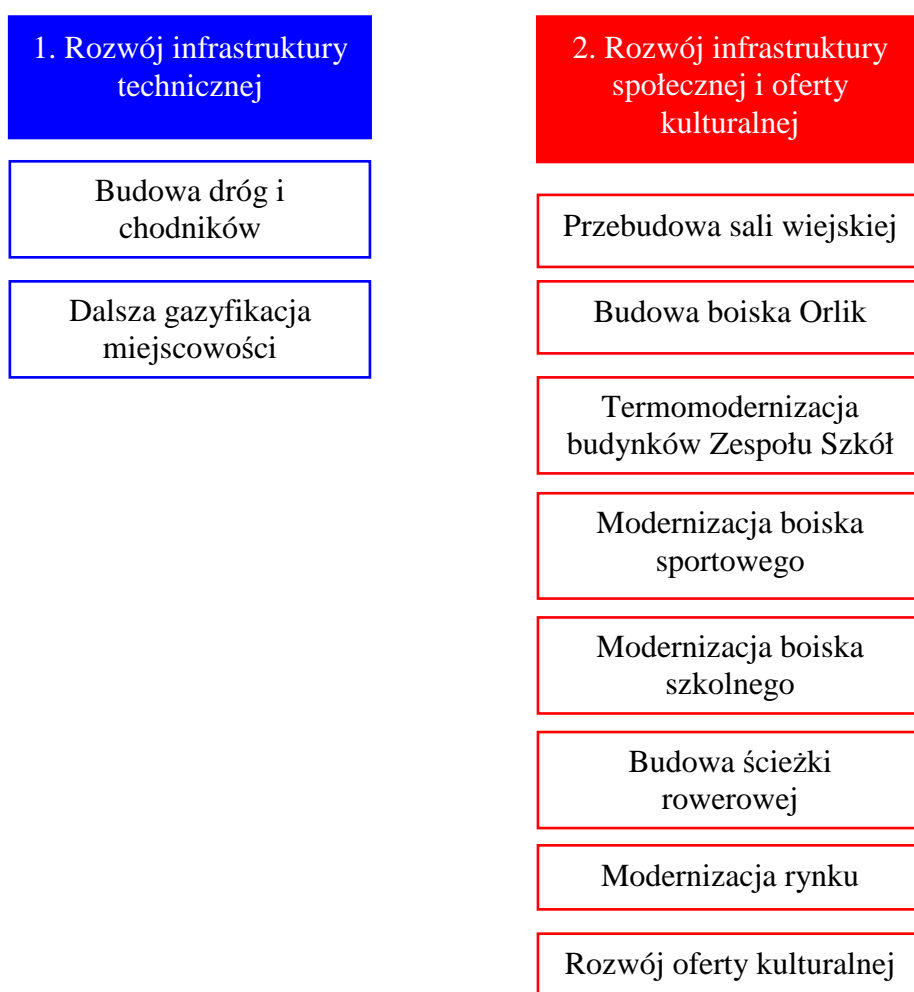 1. Rozwój infrastruktury
technicznej
Budowa dróg i
chodników
Dalsza gazyfikacja
miejscowości
2. Rozwój infrastruktury
społecznej i oferty
kulturalnej
Przebudowa sali wiejskiej
Budowa boiska Orlik
Termomodernizacja
budynków Zespołu Szkół
Modernizacja boiska
sportowego
Modernizacja boiska
szkolnego
Budowa ścieżki
rowerowej
Modernizacja rynku
Rozwój oferty kulturalnej